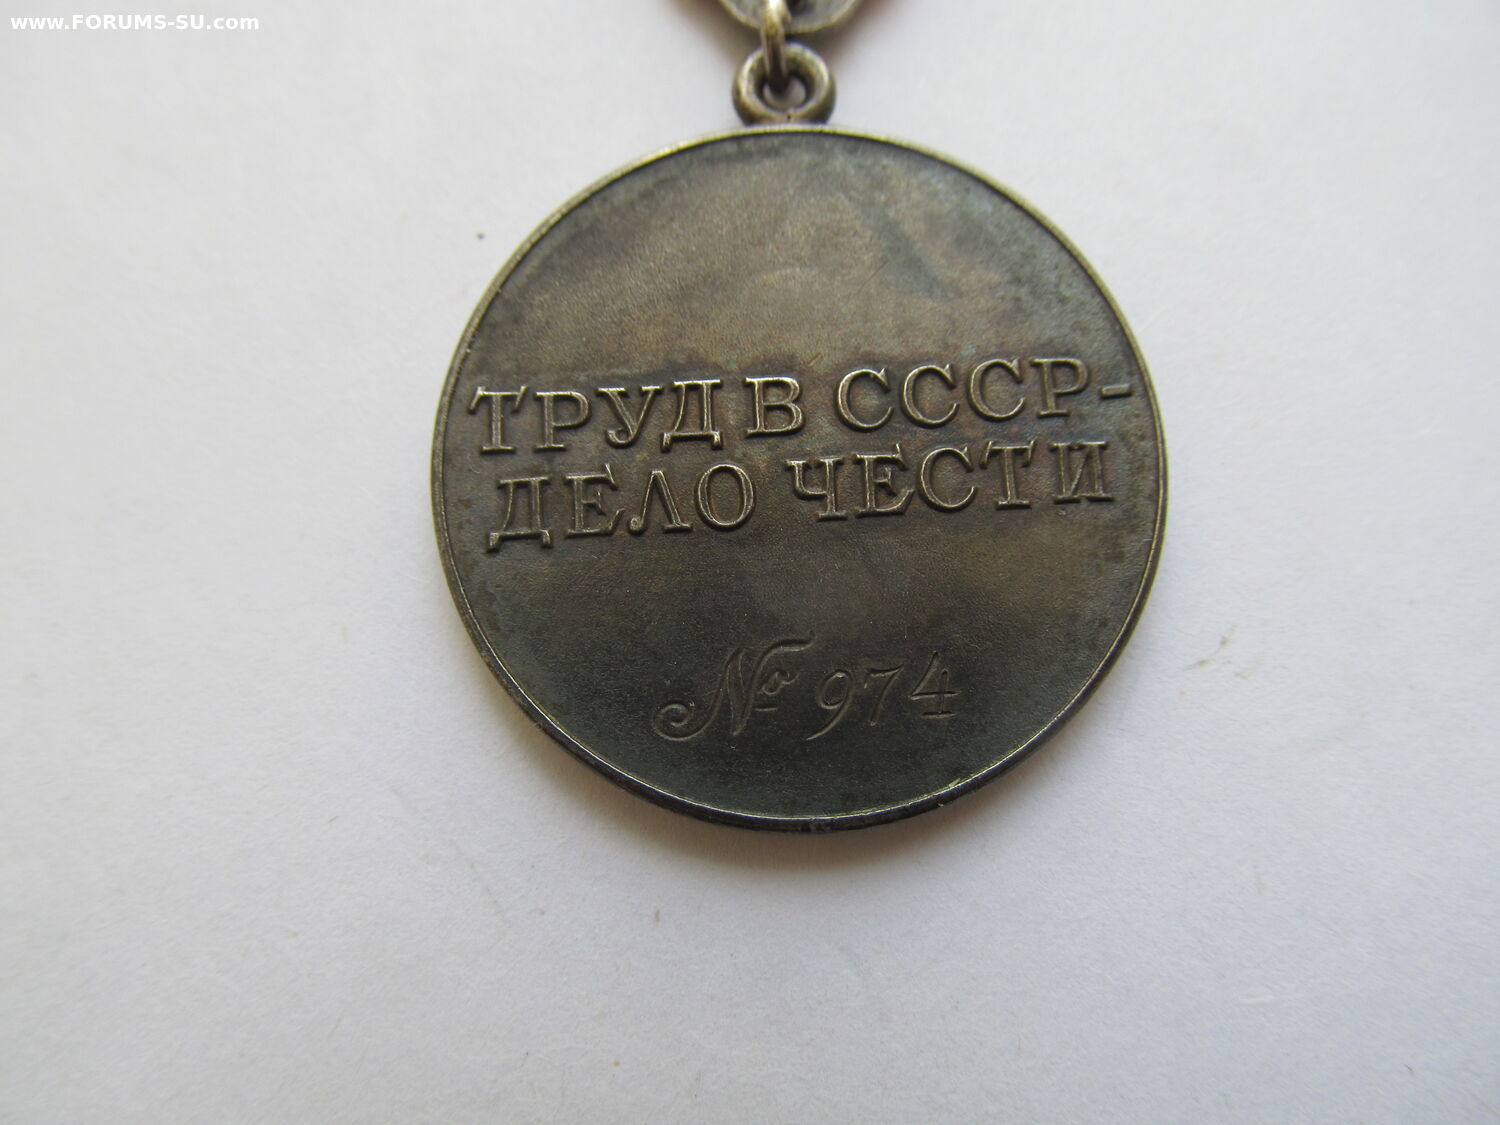 www.FORUMS-SU.com
ТРУД В СССР-
ДЕЛО ЧЕСТИ
№ 974